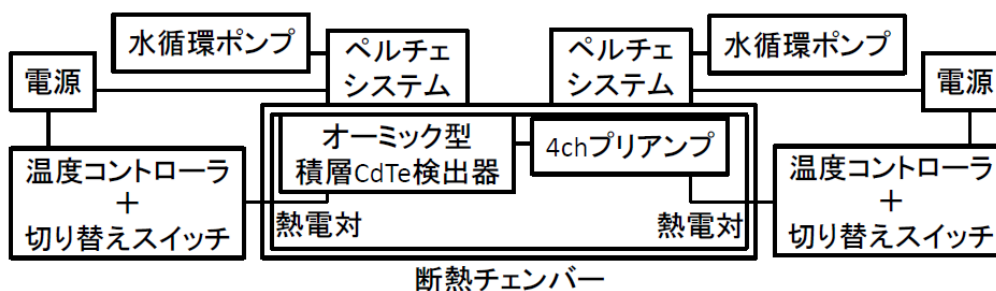 水循環ポンプ
ペルチェ
システム
電源
ペルチェ
システム
水循環ポンプ
電源
オーミック型
積層CdTe検出器
4chプリアンプ
温度コントローラ
+
切り替えスイッチ
熱電対
熱電対
温度コントローラ
+
切り替えスイッチ
断熱チェンバー